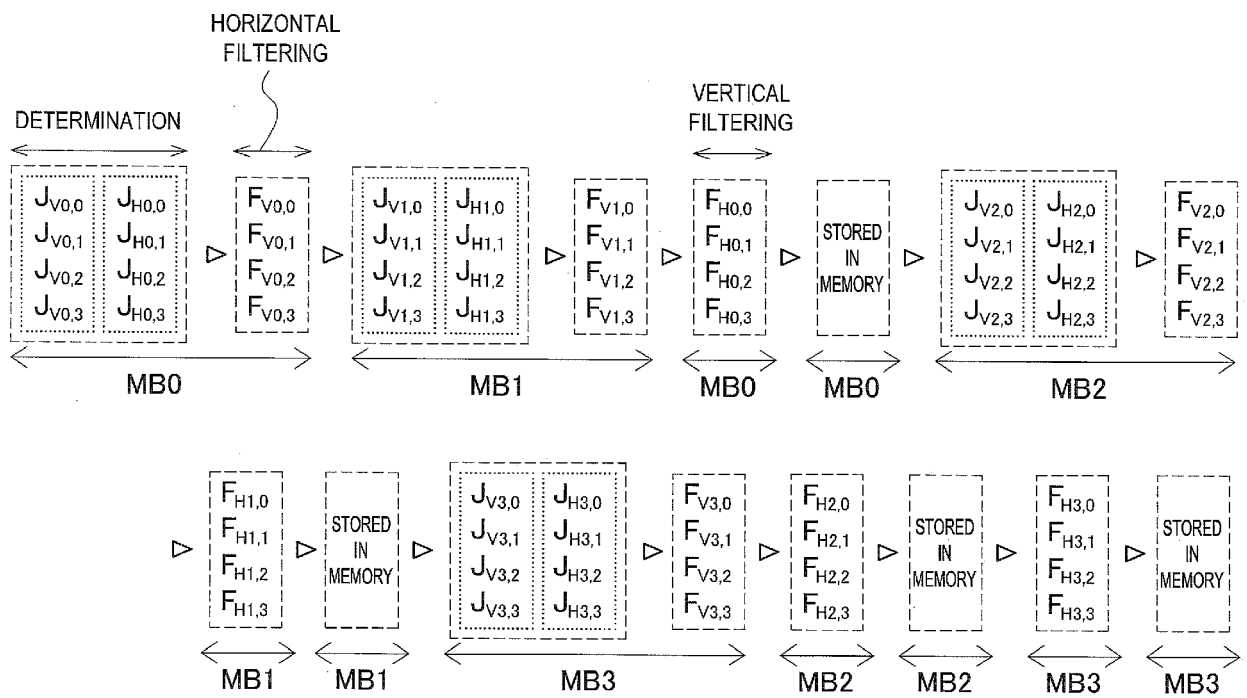 HORIZONTAL
FILTERING
VERTICAL
FILTERING
DETERMINATION
JV0,0 JH0,0 FV0,0 JV1,0 JH1,0 FV1,0 FH0,0 JV2,0 JH2,0 FV2,0
JV0,1 JH0,1 FV0,1 JV1,1 JH1,1 FV1,1 FH0,1 STORED JV2,1 JH2,1 FV2,1
IN
JV0,2 JH0,2 FV0,2 JV1,2 JH1,2 FV1,2 FH0,2 MEMORY JV2,2 JH2,2 FV2,2
JV0,3 JH0,3 FV0,3 JV1,3 JH1,3 FV1,3 FH0,3 JV2,3 JH2,3 FV2,3
MB0 MB1 MB0 MB0 MB2
FH1,0 JV3,0 JH3,0 FV3,0 FH2,0 FH3,0
FH1,1 STORED JV3,1 JH3,1 FV3,1 FH2,1 STORED FH3,1 STORED
IN IN IN
FH1,2 MEMORY JV3,2 JH3,2 FV3,2 FH2,2 MEMORY FH3,2 MEMORY
FH1,3 JV3,3 JH3,3 FV3,3 FH2,3 FH3,3
MB1 MB1 MB3 MB2 MB2 MB3 MB3